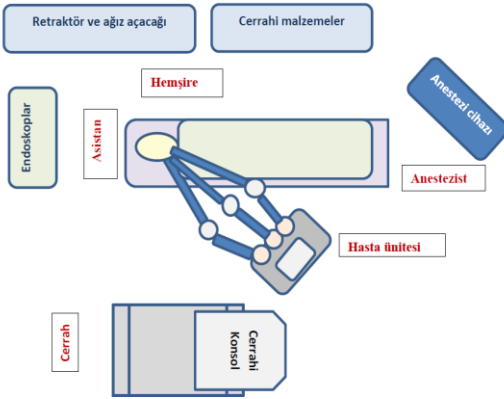 Retraktör ve ağız açacağı
Cerrahi malzemeler
Hemşire
Anestezi cihazı
Endoskoplar
Asistan
Anestezist
Hasta ünitesi
Cerrah
Cerrahi
Konsol